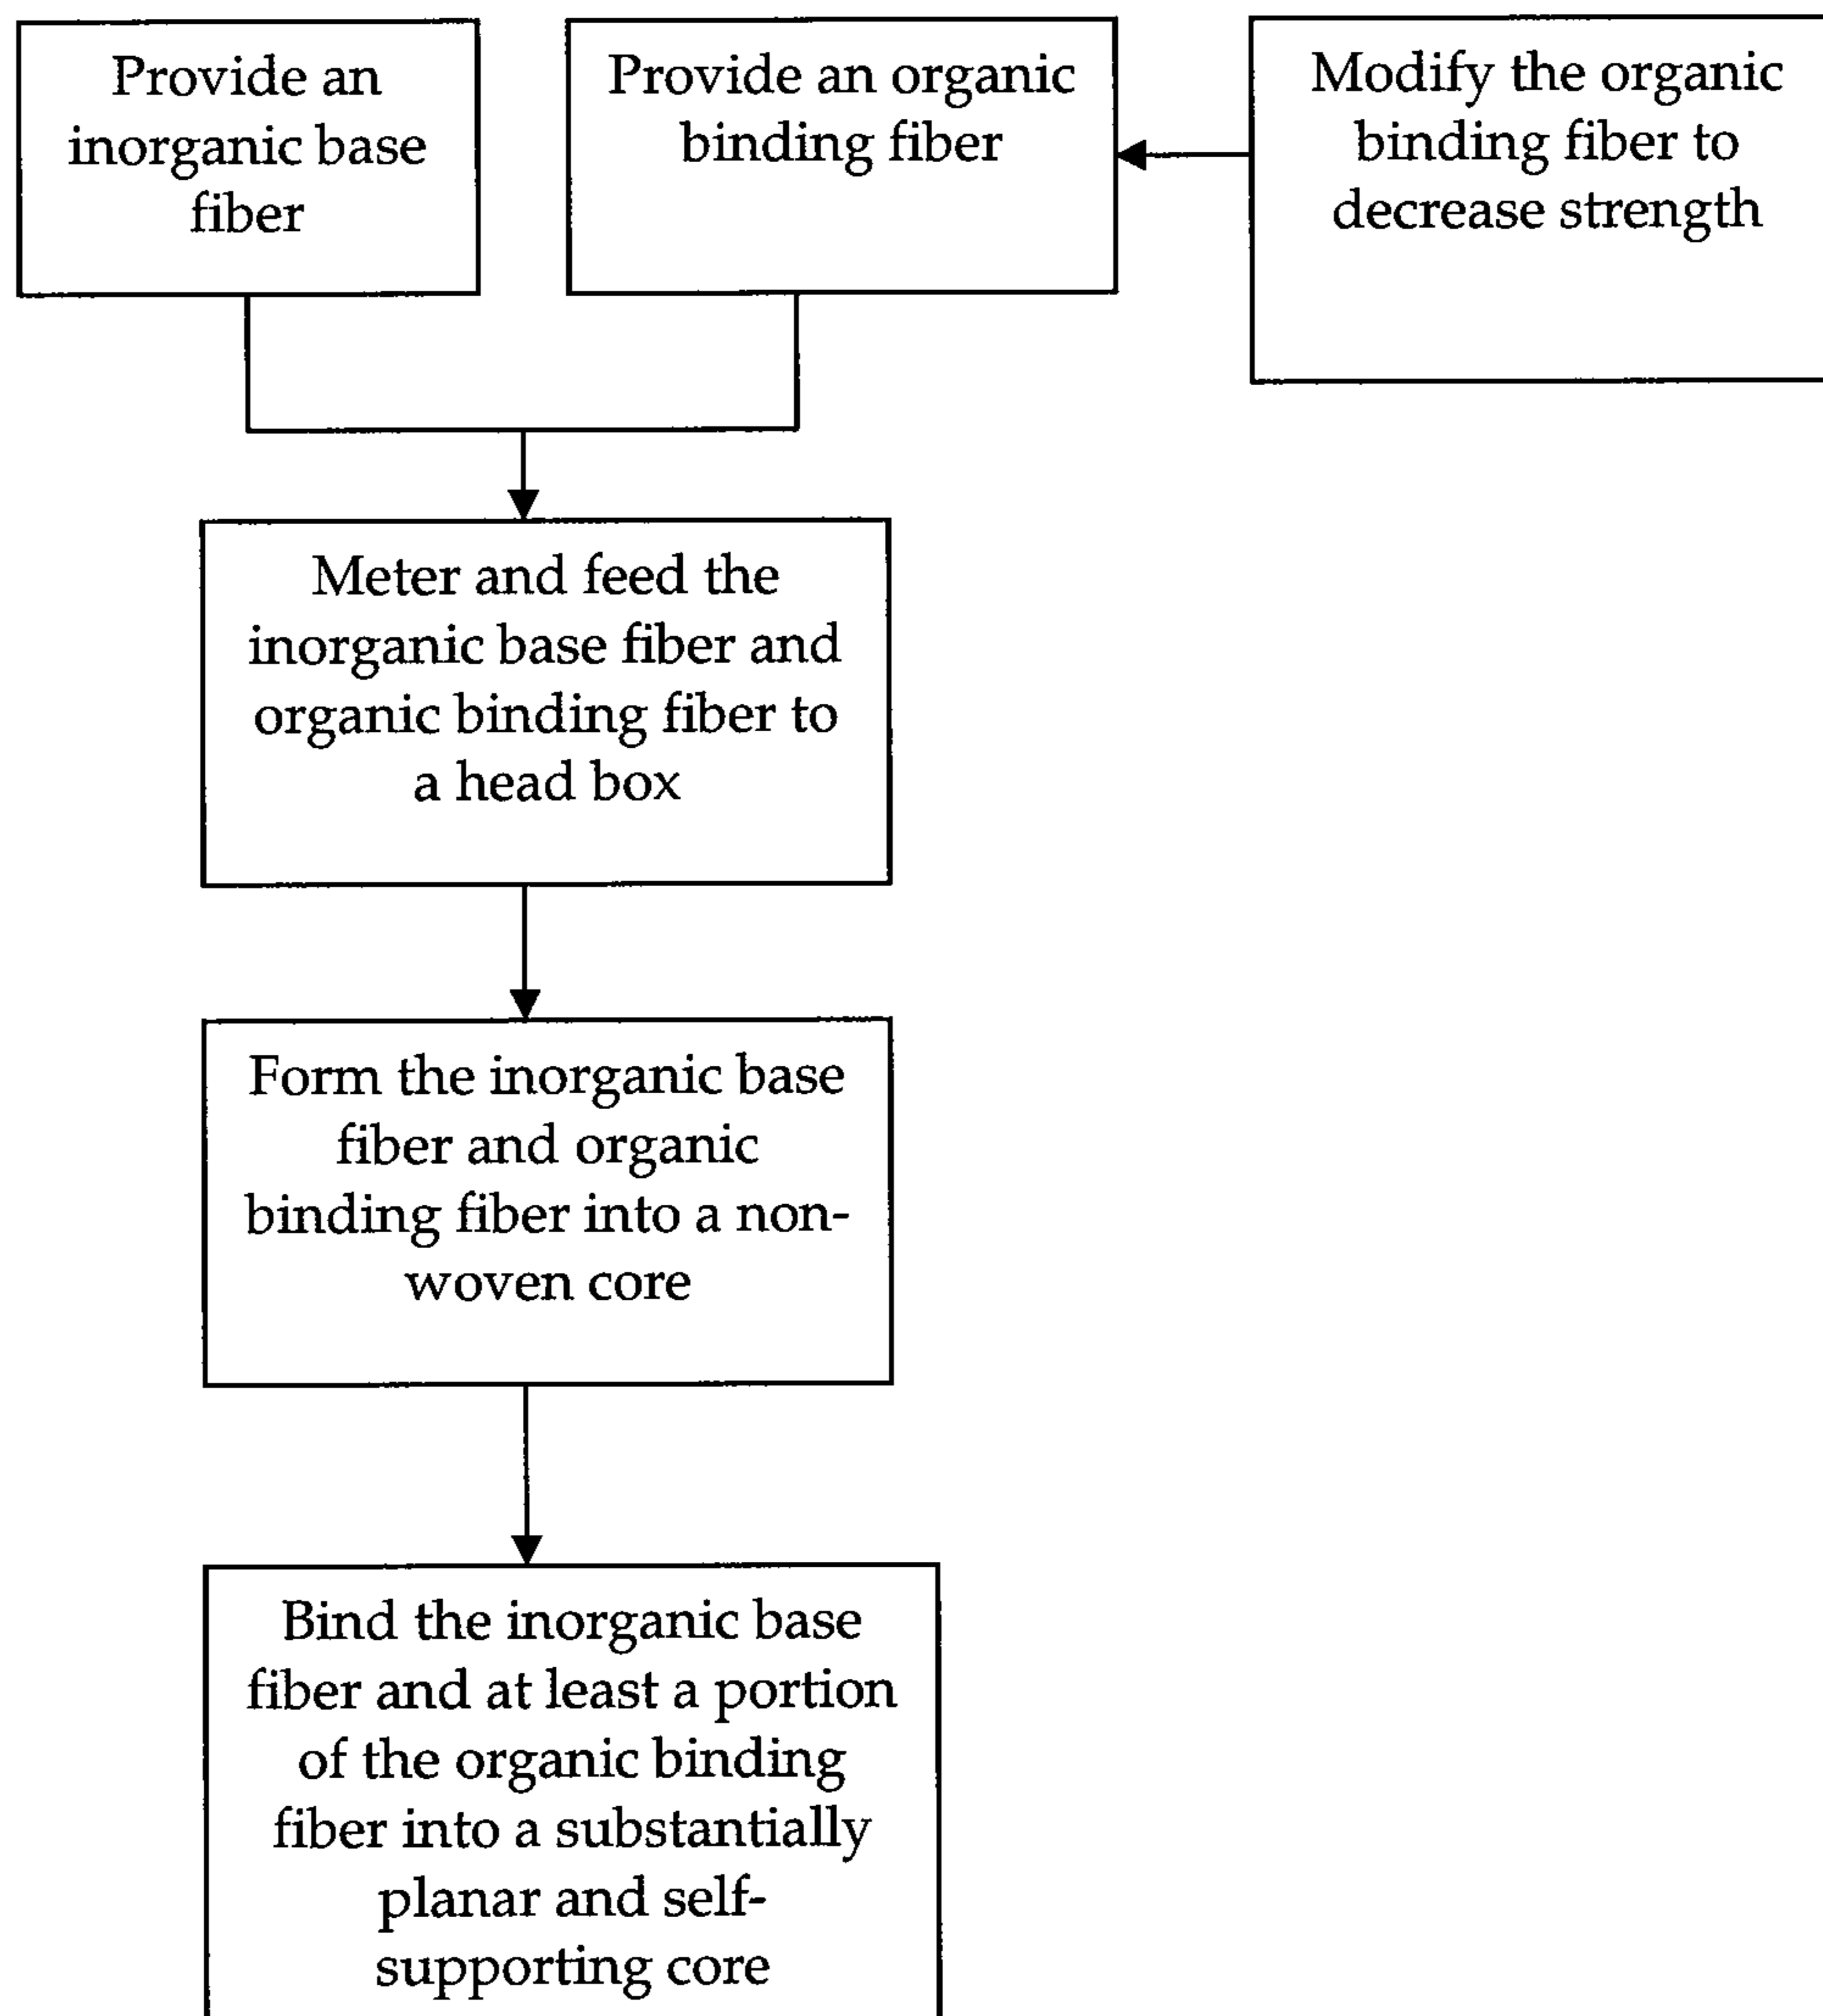 Provide an
inorganic base
fiber
Provide an organic
binding fiber
Modify the organic
binding fiber to
decrease strength
Meter and feed the
inorganic base fiber and
organic binding fiber to
a head box
Form the inorganic base
fiber and organic
binding fiber into a non-
woven core
Bind the inorganic base
fiber and at least a portion
of the organic binding
fiber into a substantially
planar and self-
supporting core